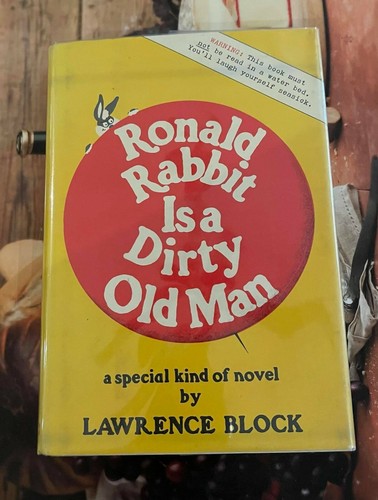 WARNING: This book must
not be read in a water bed.
You'll laugh yourself seasick.
Ronald
Rabbit
Is a
Dirty
Old Man
a special kind of novel
by
LAWRENCE BLOCK